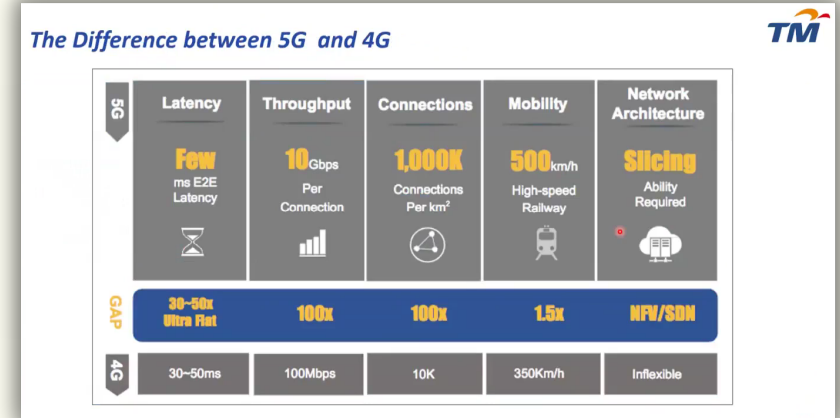 The Difference between 5G and 4G
TM
5G
Latency
Few
ms E2E
Latency
Throughput
10Gbps
Per
Connection
Connections
1,000K
Connections
Per km²
Mobility
500km/h
High-speed
Railway
Network
Architecture
Slicing
Ability
Required
GAP
30~50x
Ultra Flat
100x
100x
1.5x
NFV/SDN
4G
30~50ms
100Mbps
10K
350Km/h
Inflexible